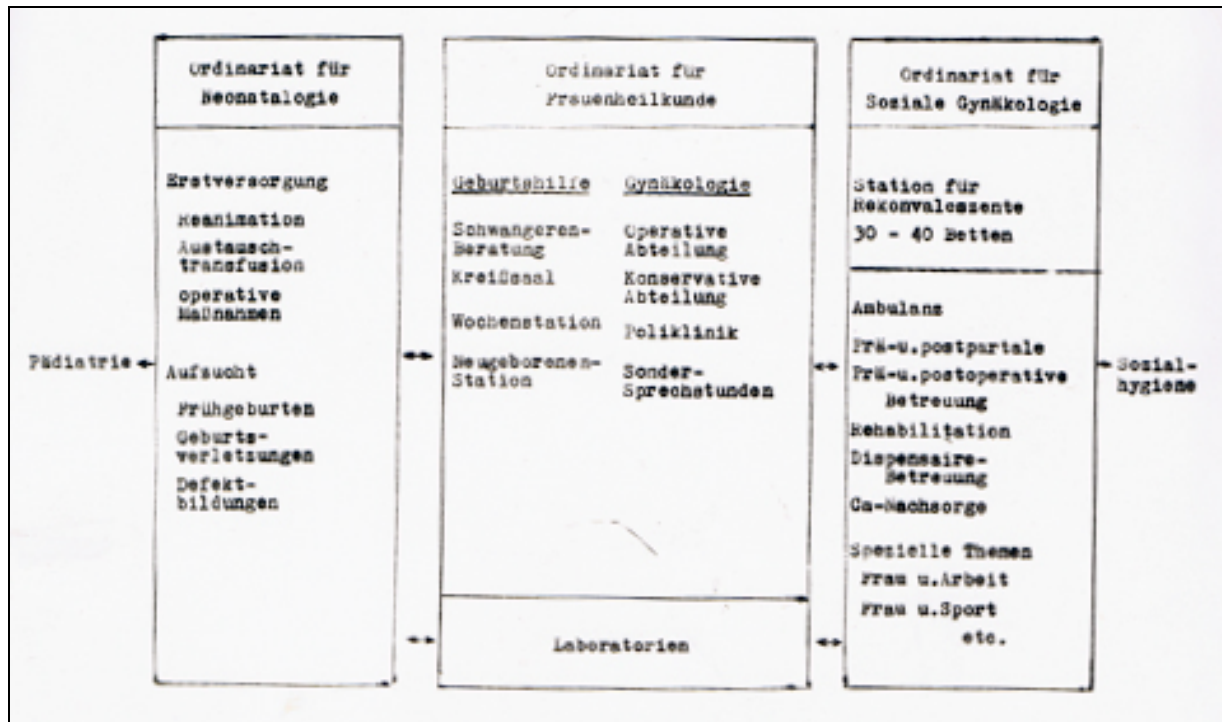 Ordinariat für
Neonatalogie
Erstversorgung
Reanimation
Austausch-
transfusion
operative
Maßnahmen
Aufzucht
Frühgeburten
Geburts-
verletzungen
Defekt-
bildungen
Pädiatrie
Ordinariat für
Frauenheilkunde
Geburtshilfe
Schwangeren-
Beratung
Kreißsaal
Wochenstation
Neugeborenen-
Station
Gynäkologie
Operative
Abteilung
Konservative
Abteilung
Poliklinik
Sonder-
Sprechstunden
Laboratorien
Ordinariat für
Soziale Gynäkologie
Station für
Rekonvaleszente
30 - 40 Betten
Ambulanz
Prä-u.postpartale
Prä-u.postoperative
Betreuung
Rehabilitation
Dispensaire-
Betreuung
Ca-Nachsorge
Spezielle Themen
Frau u.Arbeit
Frau u.Sport
etc.
Sozial-
hygiene